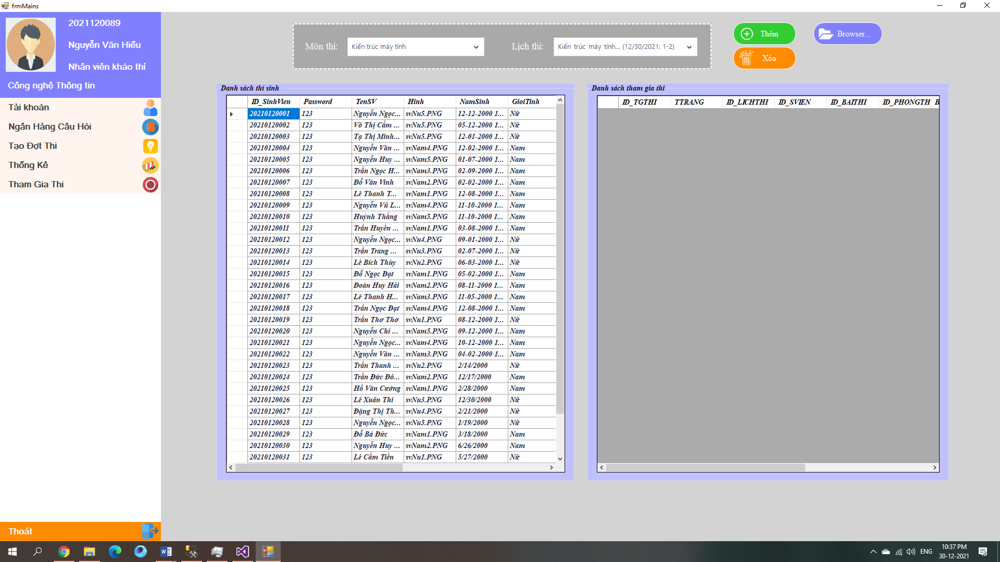 frmMains
2021120089
Nguyễn Văn Hiếu
Nhân viên khảo thí
Công nghệ Thông tin
Tài khoản
Ngân Hàng Câu Hỏi
Tạo Đợt Thi
Thống Kê
Tham Gia Thi
Thoát
Môn thi: Kiến trúc máy tính Lịch thi: Kiến trúc máy tính... (12/30/2021: 1-2)
Thêm
Browser...
Xóa
Danh sách thí sinh
ID_SinhVien Password TenSV Hinh NamSinh GioiTinh
20210120001 123 Nguyễn Ngọc... svNu5.PNG 12-12-2000 1... Nữ
20210120002 123 Võ Thị Cẩm ... svNu5.PNG 05-12-2000 1... Nữ
20210120003 123 Tạ Thị Minh... svNu5.PNG 12-01-2000 1... Nữ
20210120004 123 Nguyễn Văn ... svNam4.PNG 12-02-2000 1... Nam
20210120005 123 Nguyễn Huy ... svNam5.PNG 01-07-2000 1... Nam
20210120006 123 Trần Ngọc H... svNam3.PNG 02-09-2000 1... Nam
20210120007 123 Đỗ Văn Vinh svNam2.PNG 02-02-2000 1... Nam
20210120008 123 Lê Thanh T... svNam1.PNG 12-08-2000 1... Nam
20210120009 123 Nguyễn Vũ L... svNam4.PNG 11-10-2000 1... Nam
20210120010 123 Huỳnh Thắng svNam5.PNG 11-10-2000 1... Nam
20210120011 123 Trần Huyền ... svNam1.PNG 03-08-2000 1... Nam
20210120012 123 Nguyễn Ngọc... svNu4.PNG 09-01-2000 1... Nữ
20210120013 123 Trần Trang ... svNu3.PNG 02-07-2000 1... Nữ
20210120014 123 Lê Bích Thùy svNu2.PNG 06-03-2000 1... Nữ
20210120015 123 Đỗ Ngọc Đạt svNam1.PNG 05-02-2000 1... Nam
20210120016 123 Đoàn Huy Hải svNam2.PNG 08-11-2000 1... Nam
20210120017 123 Lê Thanh H... svNam3.PNG 11-05-2000 1... Nam
20210120018 123 Trần Ngọc Đạt svNam4.PNG 12-08-2000 1... Nam
20210120019 123 Trần Thơ Thơ svNu1.PNG 08-12-2000 1... Nữ
20210120020 123 Nguyễn Chí ... svNam5.PNG 09-12-2000 1... Nam
20210120021 123 Nguyễn Ngọc... svNam4.PNG 10-12-2000 1... Nam
20210120022 123 Nguyễn Văn ... svNam3.PNG 04-02-2000 1... Nam
20210120023 123 Trần Thanh ... svNu2.PNG 2/14/2000 Nữ
20210120024 123 Trần Đức Đô... svNam2.PNG 12/17/2000 Nam
20210120025 123 Hồ Văn Cường svNam1.PNG 2/28/2000 Nam
20210120026 123 Lê Xuân Thi svNu3.PNG 12/30/2000 Nữ
20210120027 123 Đặng Thị Th... svNu4.PNG 2/21/2000 Nữ
20210120028 123 Nguyễn Ngọc... svNu5.PNG 1/19/2000 Nữ
20210120029 123 Đỗ Bá Đức svNam1.PNG 3/18/2000 Nam
20210120030 123 Nguyễn Huy ... svNam2.PNG 6/26/2000 Nam
20210120031 123 Lê Cẩm Tiền svNu1.PNG 5/27/2000 Nữ
Danh sách tham gia thi
ID_TGTHI TTRANG ID_LICHTHI ID_SVIEN ID_BAITHI ID_PHONGTH B
ENG
10:37 PM
30-12-2021